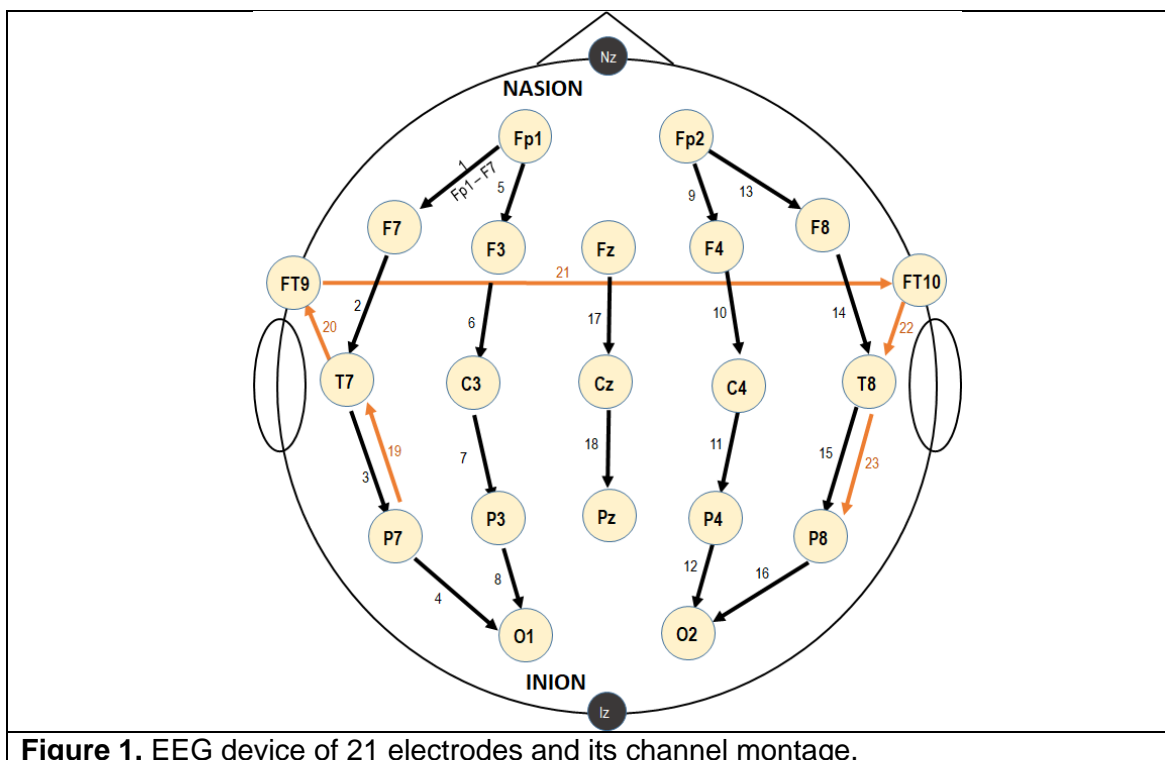 Nz
NASION
Fp1
Fp2
1
Fp1 – F7
5
9
13
F7
F3
Fz
F4
F8
FT9
21
FT10
2
20
6
17
10
14
22
T7
C3
Cz
C4
T8
19
3
7
18
11
15
23
P7
P3
Pz
P4
P8
4
8
12
16
O1
O2
INION
Iz
Figure 1. EEG device of 21 electrodes and its channel montage.